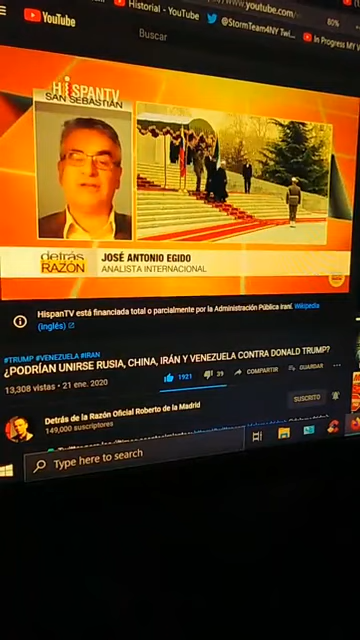 www.youtube.com/
Historial - YouTube
@StormTeam4NY Twi...
In Progress My V
80%
YouTube
Buscar
HISPANTV
SAN SEBASTIÁN
detrás
RAZÓN
JOSÉ ANTONIO EGIDO
ANALISTA INTERNACIONAL
HispanTV está financiada total o parcialmente por la Administración Pública iraní. Wikipedia
(inglés)
#TRUMP #VENEZUELA #IRAN
¿PODRÍAN UNIRSE RUSIA, CHINA, IRÁN Y VENEZUELA CONTRA DONALD TRUMP?
13,308 vistas • 21 ene. 2020
1921
39
COMPARTIR
GUARDAR
Detrás de la Razón Oficial Roberto de la Madrid
149,000 suscriptores
SUSCRITO
Type here to search